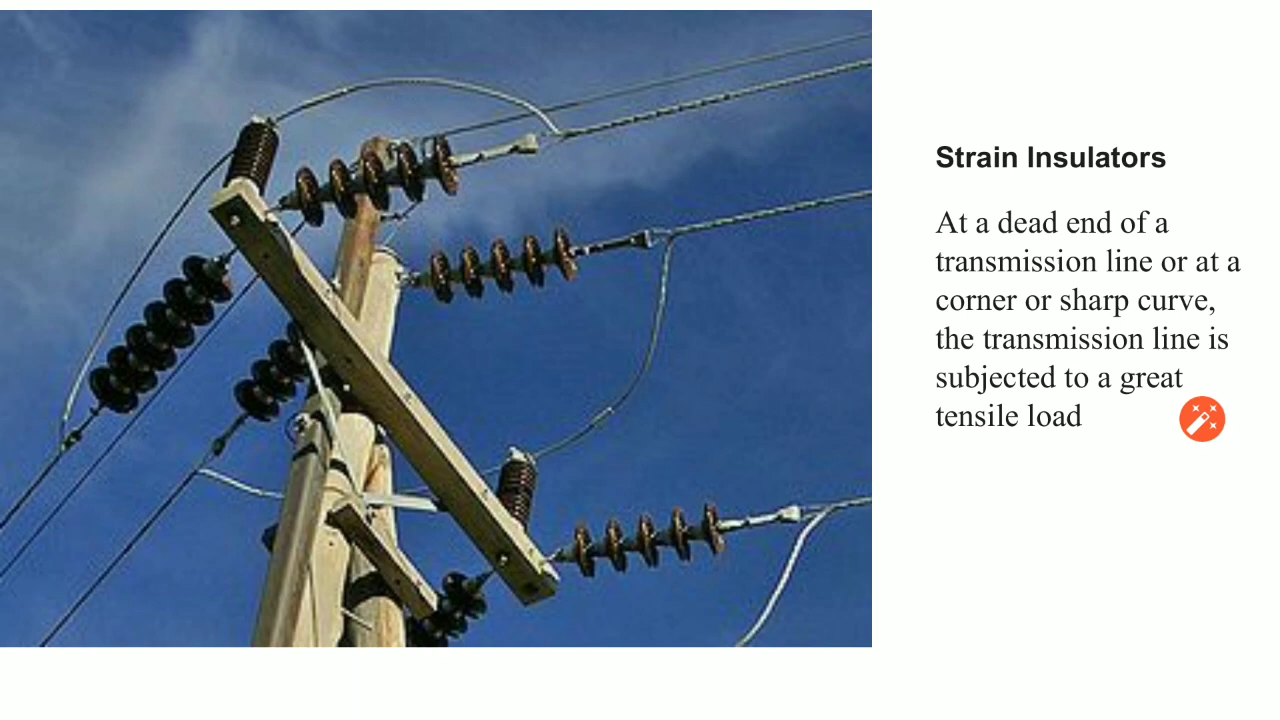 Strain Insulators
At a dead end of a
transmission line or at a
corner or sharp curve,
the transmission line is
subjected to a great
tensile load